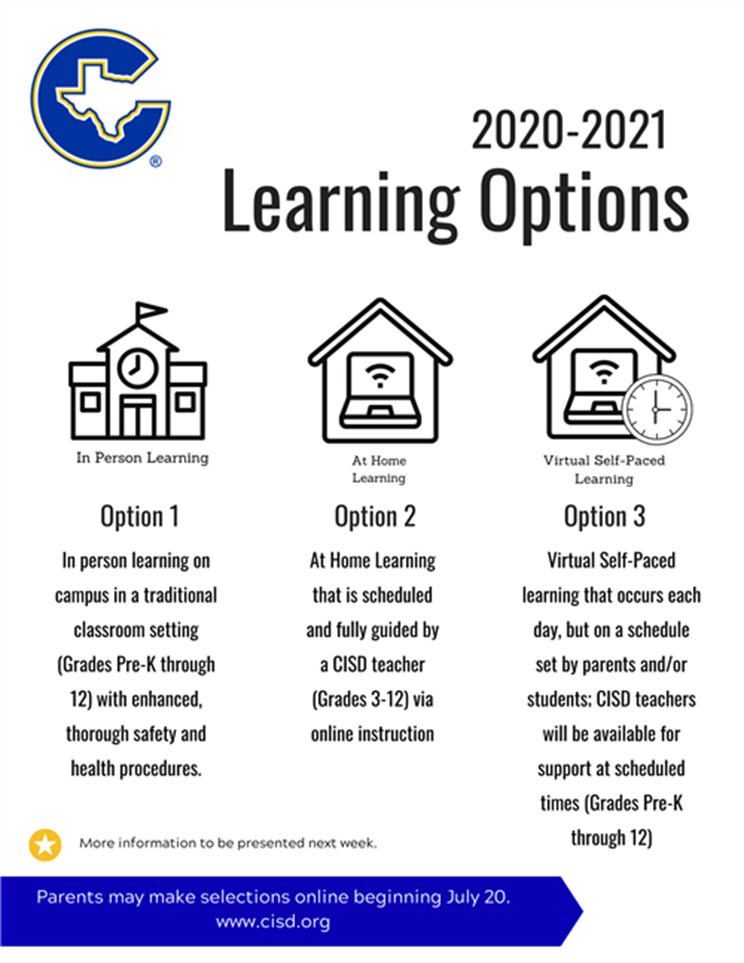 ®
2020-2021
Learning Options
In Person Learning
At Home
Learning
Virtual Self-Paced
Learning
Option 1
In person learning on
campus in a traditional
classroom setting
(Grades Pre-K through
12) with enhanced,
thorough safety and
health procedures.
Option 2
At Home Learning
that is scheduled
and fully guided by
a CISD teacher
(Grades 3-12) via
online instruction
Option 3
Virtual Self-Paced
learning that occurs each
day, but on a schedule
set by parents and/or
students; CISD teachers
will be available for
support at scheduled
times (Grades Pre-K
through 12)
More information to be presented next week.
Parents may make selections online beginning July 20.
www.cisd.org